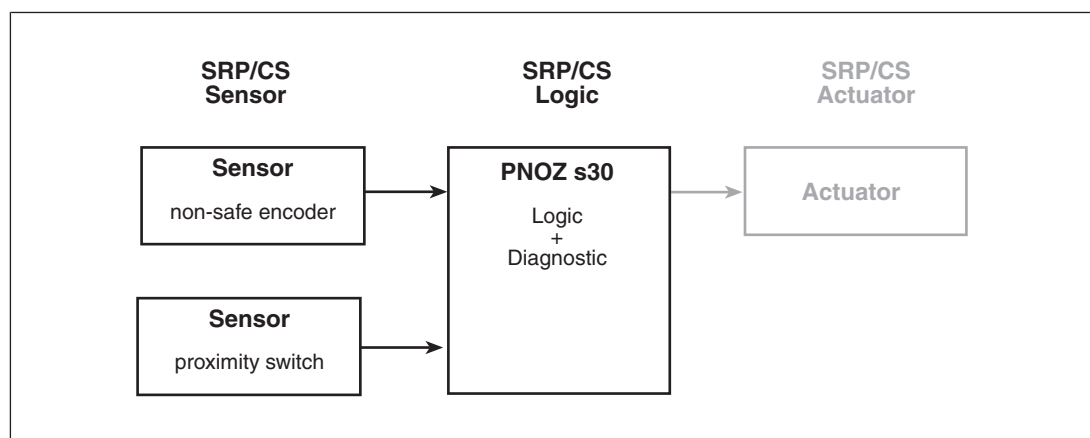 SRP/CS
Sensor
SRP/CS
Logic
SRP/CS
Actuator
Sensor
non-safe encoder
PNOZ s30
Logic
+
Diagnostic
Actuator
Sensor
proximity switch